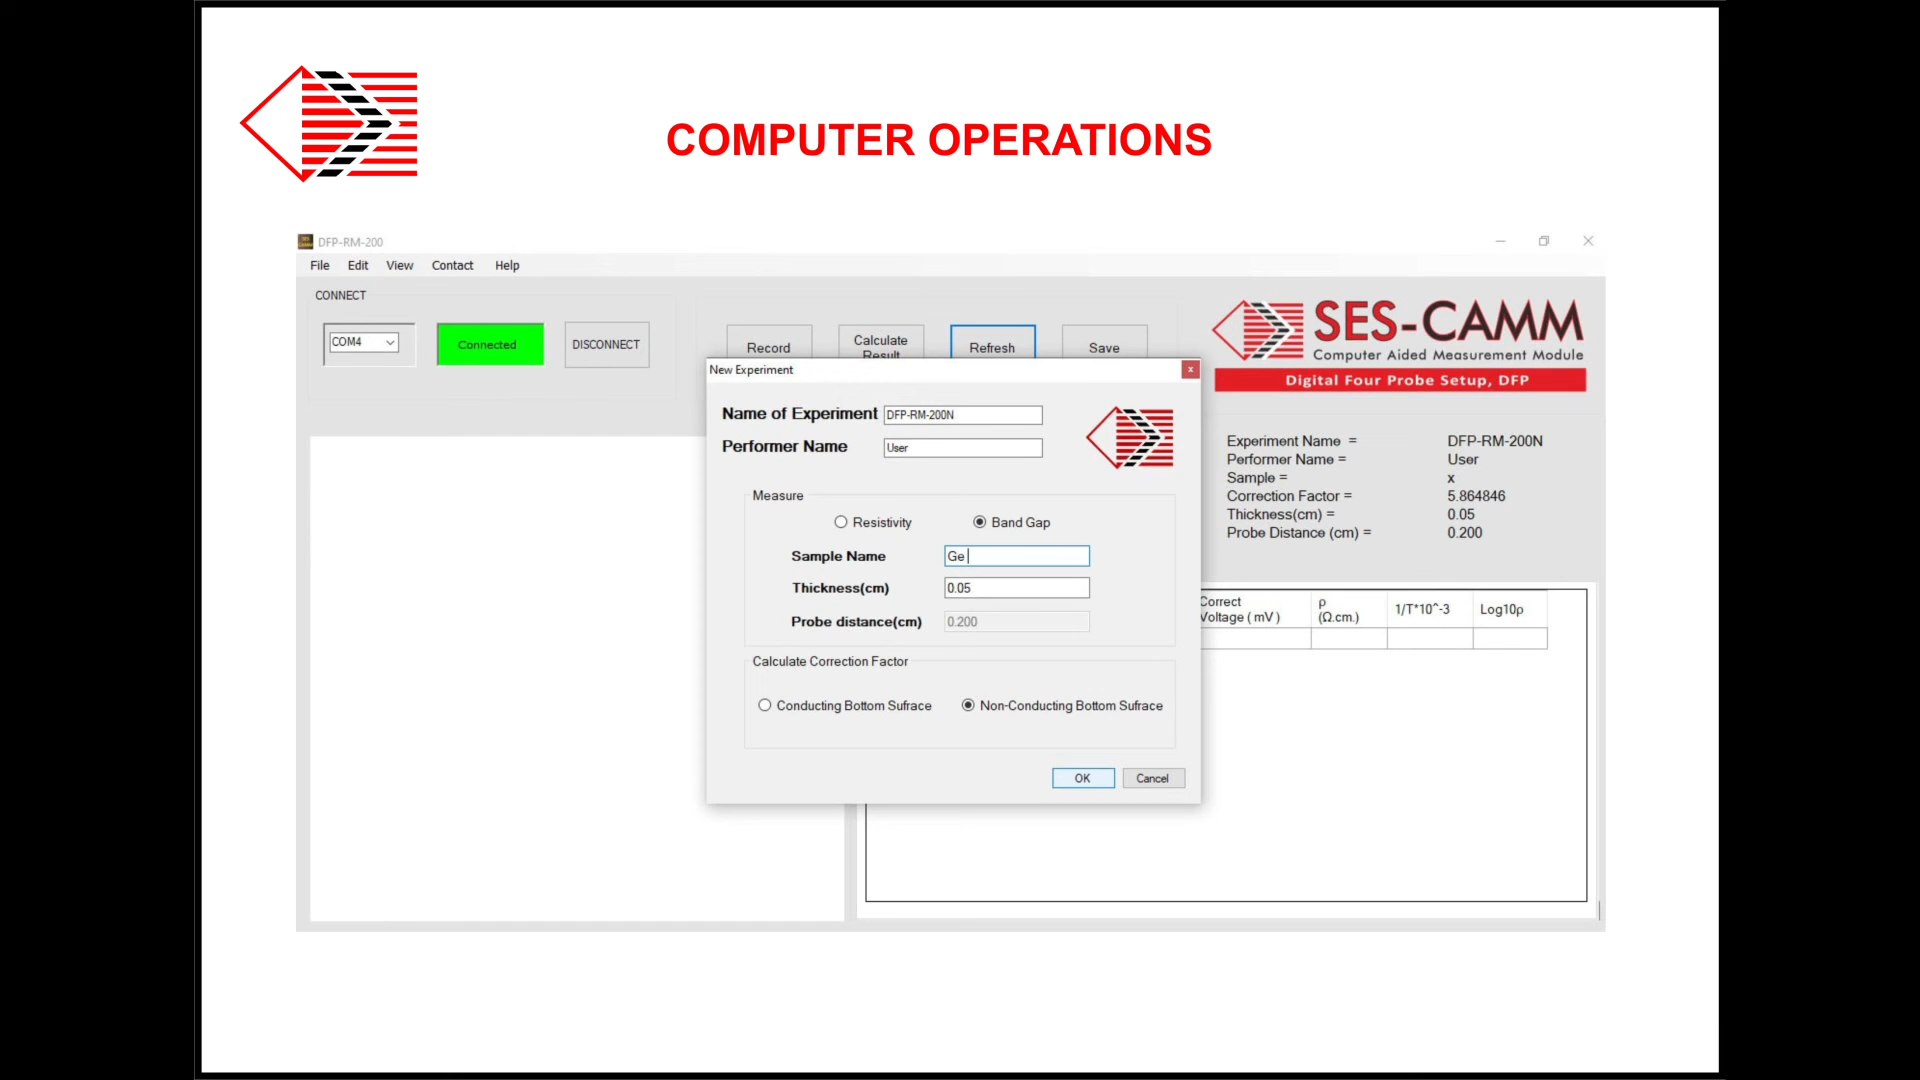 COMPUTER OPERATIONS
DFP-RM-200
File Edit View Contact Help
CONNECT
COM4
Connected
DISCONNECT
Record
Calculate
Result
Refresh
Save
SES-CAMM
Computer Aided Measurement Module
Digital Four Probe Setup, DFP
New Experiment
x
Name of Experiment DFP-RM-200N
Performer Name User
Measure
Resistivity Band Gap
Sample Name Ge
Thickness(cm) 0.05
Probe distance(cm) 0.200
Calculate Correction Factor
Conducting Bottom Sufrace Non-Conducting Bottom Sufrace
OK Cancel
Experiment Name = DFP-RM-200N
Performer Name = User
Sample = x
Correction Factor = 5.864846
Thickness(cm) = 0.05
Probe Distance (cm) = 0.200
Correct
Voltage ( mV )
ρ
(Ω.cm.)
1/T*10^-3
Log10ρ